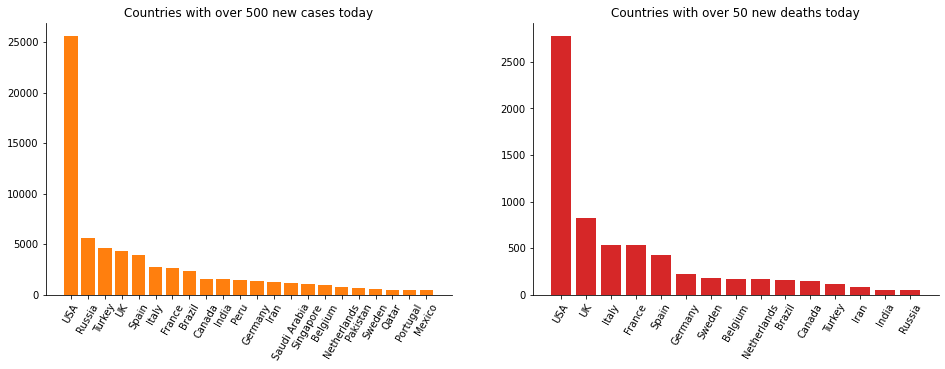 Countries with over 500 new cases today
25000
20000
15000
10000
5000
0
USA
Russia
Turkey
UK
Spain
Italy
France
Brazil
Canada
India
Peru
Germany
Iran
Saudi Arabia
Singapore
Belgium
Netherlands
Pakistan
Sweden
Qatar
Portugal
Mexico
Countries with over 50 new deaths today
2500
2000
1500
1000
500
0
USA
UK
Italy
France
Spain
Germany
Sweden
Belgium
Netherlands
Brazil
Canada
Turkey
Iran
India
Russia